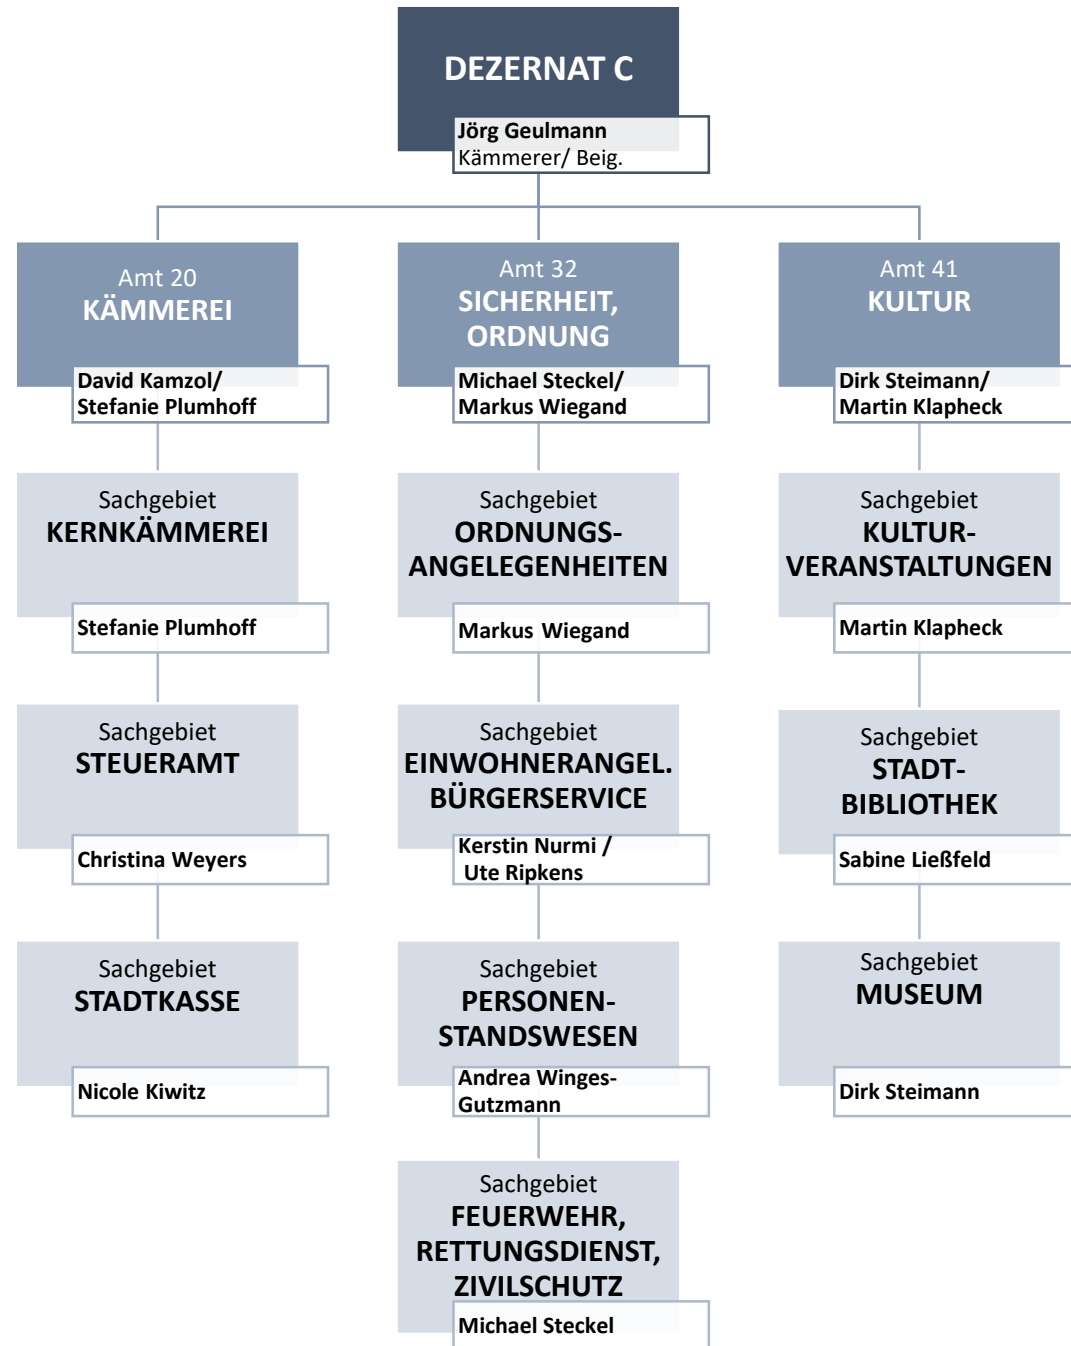 DEZERNAT C
Jörg Geulmann
Kämmerer/ Beig.
Amt 20
KÄMMEREI
David Kamzol/
Stefanie Plumhoff
Sachgebiet
KERNKÄMMEREI
Stefanie Plumhoff
Sachgebiet
STEUERAMT
Christina Weyers
Sachgebiet
STADTKASSE
Nicole Kiwitz
Amt 32
SICHERHEIT,
ORDNUNG
Michael Steckel/
Markus Wiegand
Sachgebiet
ORDNUNGS-
ANGELEGENHEITEN
Markus Wiegand
Sachgebiet
EINWOHNERANGEL.
BÜRGERSERVICE
Kerstin Nurmi /
Ute Ripkens
Sachgebiet
PERSONEN-
STANDSWESEN
Andrea Winges-
Gutzmann
Sachgebiet
FEUERWEHR,
RETTUNGSDIENST,
ZIVILSCHUTZ
Michael Steckel
Amt 41
KULTUR
Dirk Steimann/
Martin Klapheck
Sachgebiet
KULTUR-
VERANSTALTUNGEN
Martin Klapheck
Sachgebiet
STADT-
BIBLIOTHEK
Sabine Ließfeld
Sachgebiet
MUSEUM
Dirk Steimann